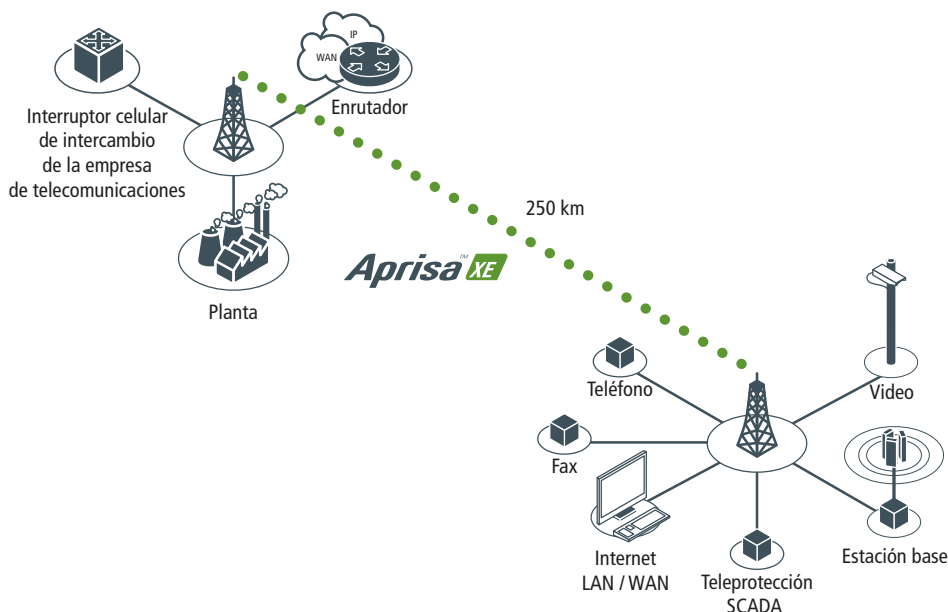 IP
WAN
Enrutador
Interruptor celular
de intercambio
de la empresa
de telecomunicaciones
Planta
250 km
Aprisa™ XE
Teléfono
Video
Fax
Internet
LAN / WAN
Teleprotección
SCADA
Estación base